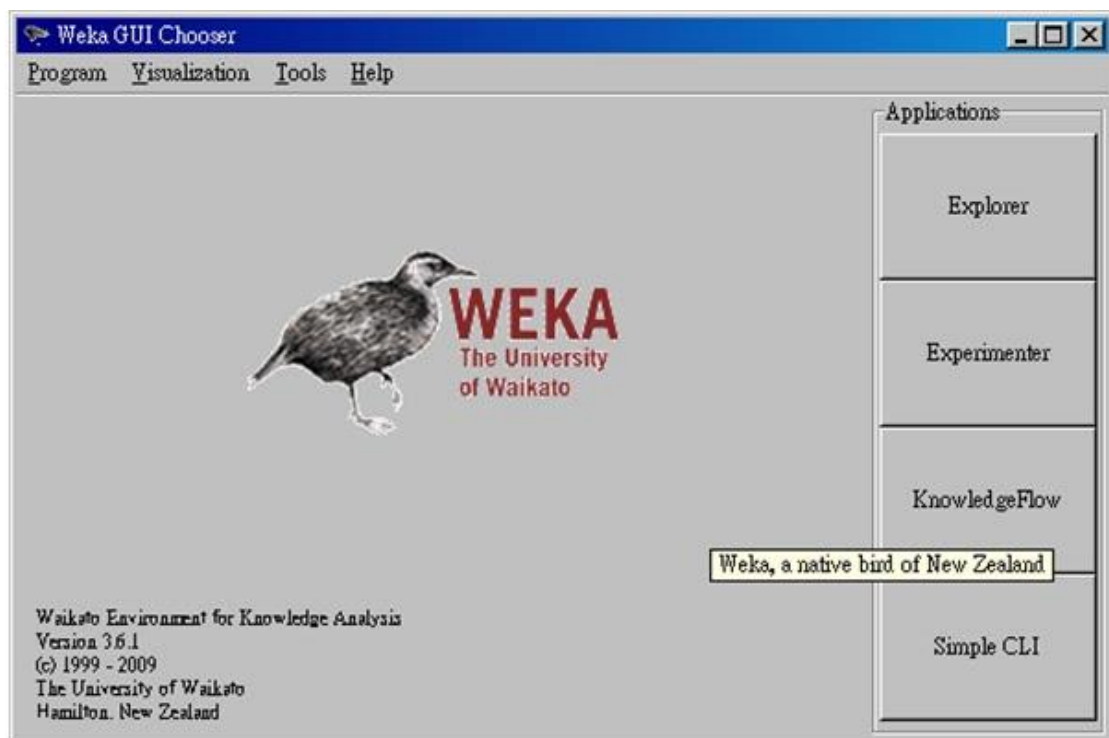 Weka GUI Chooser
Program Visualization Tools Help
Applications
Explorer
Experimenter
KnowledgeFlow
Simple CLI
WEKA
The University
of Waikato
Weka, a native bird of New Zealand
Waikato Environment for Knowledge Analysis
Version 3.6.1
(c) 1999 - 2009
The University of Waikato
Hamilton, New Zealand